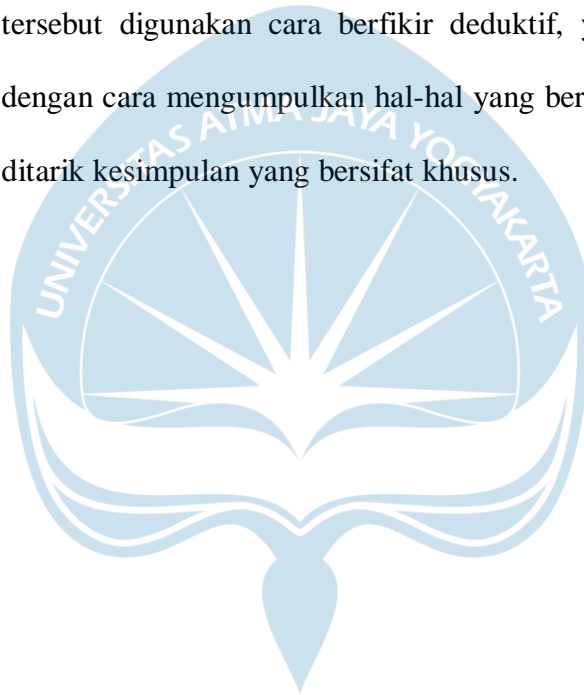 tersebut digunakan cara berfikir deduktif,
dengan cara mengumpulkan hal-hal yang
ditarik kesimpulan yang bersifat khusus.
UNIVERSITAS ATMA JAYA YOGYAKARTA